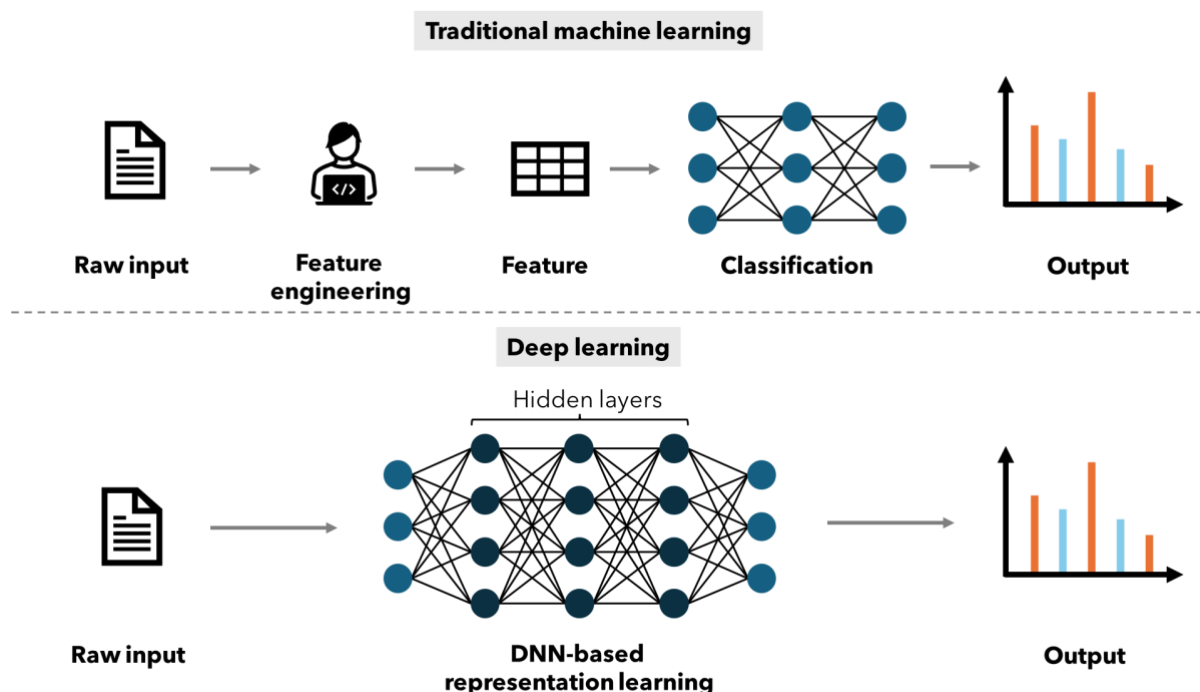 Traditional machine learning
</>
Raw input
Feature
engineering
Feature
Classification
Output
Deep learning
Hidden layers
Raw input
DNN-based
representation learning
Output